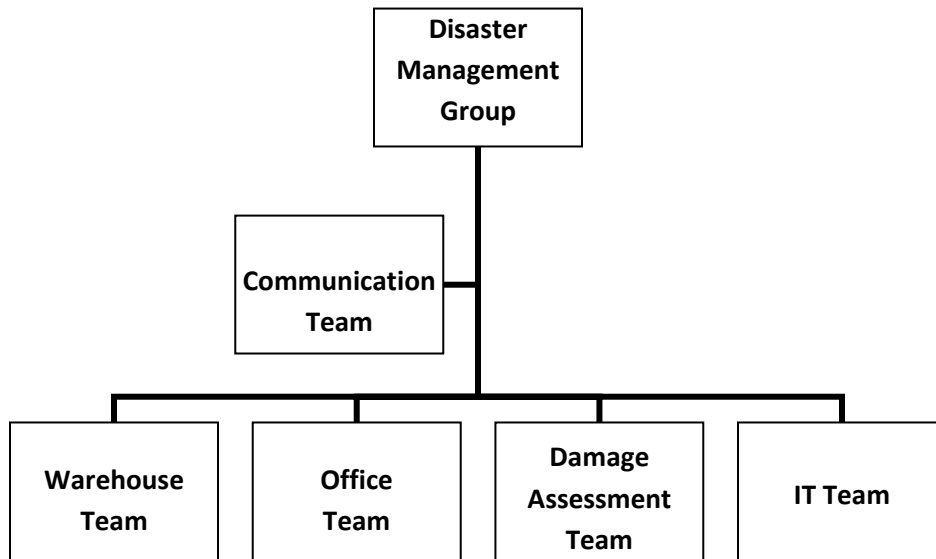 Disaster
Management
Group
Communication
Team
Warehouse
Team
Office
Team
Damage
Assessment
Team
IT Team